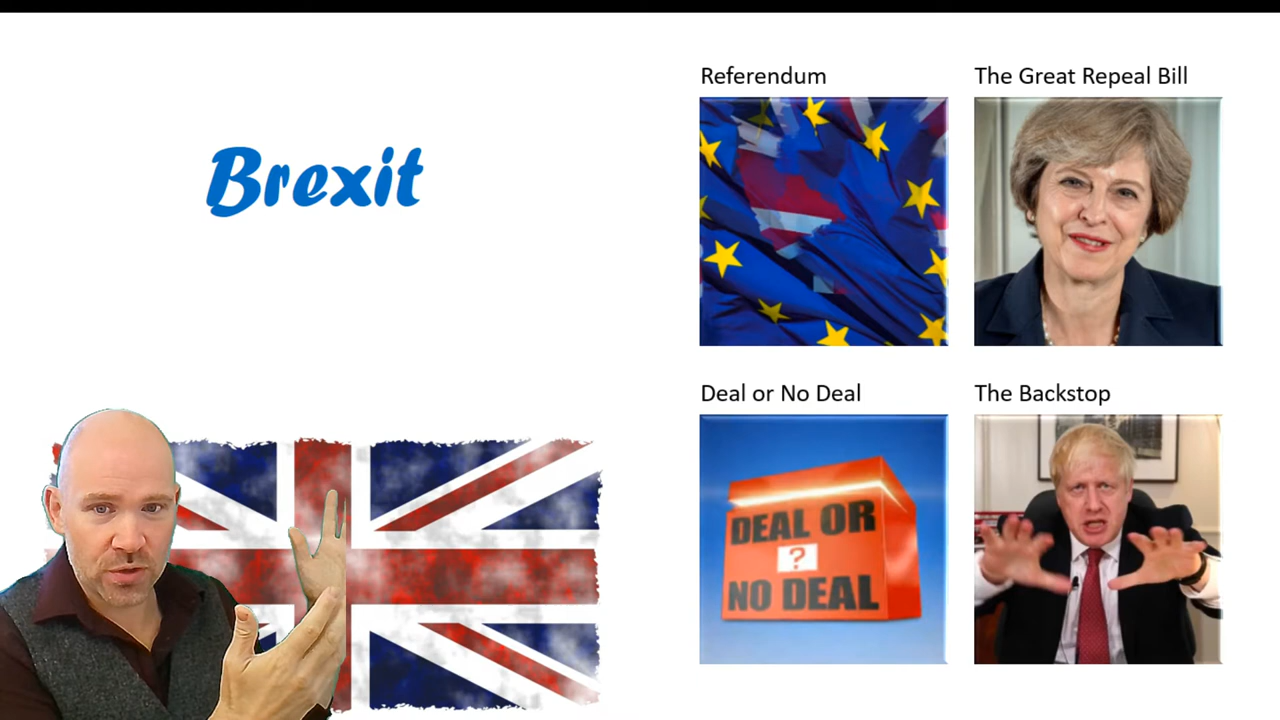 Brexit
Referendum
The Great Repeal Bill
Deal or No Deal
The Backstop
DEAL OR
?
NO DEAL